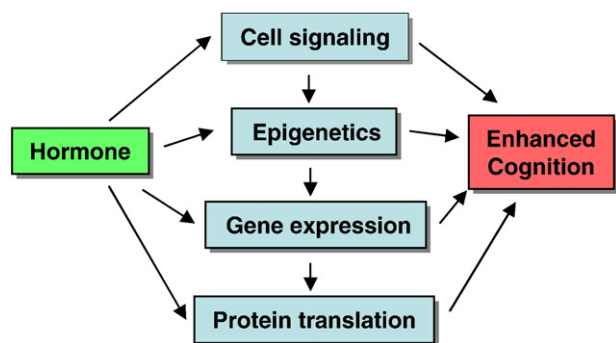 Cell signaling
Epigenetics
Hormone
Enhanced
Cognition
Gene expression
Protein translation